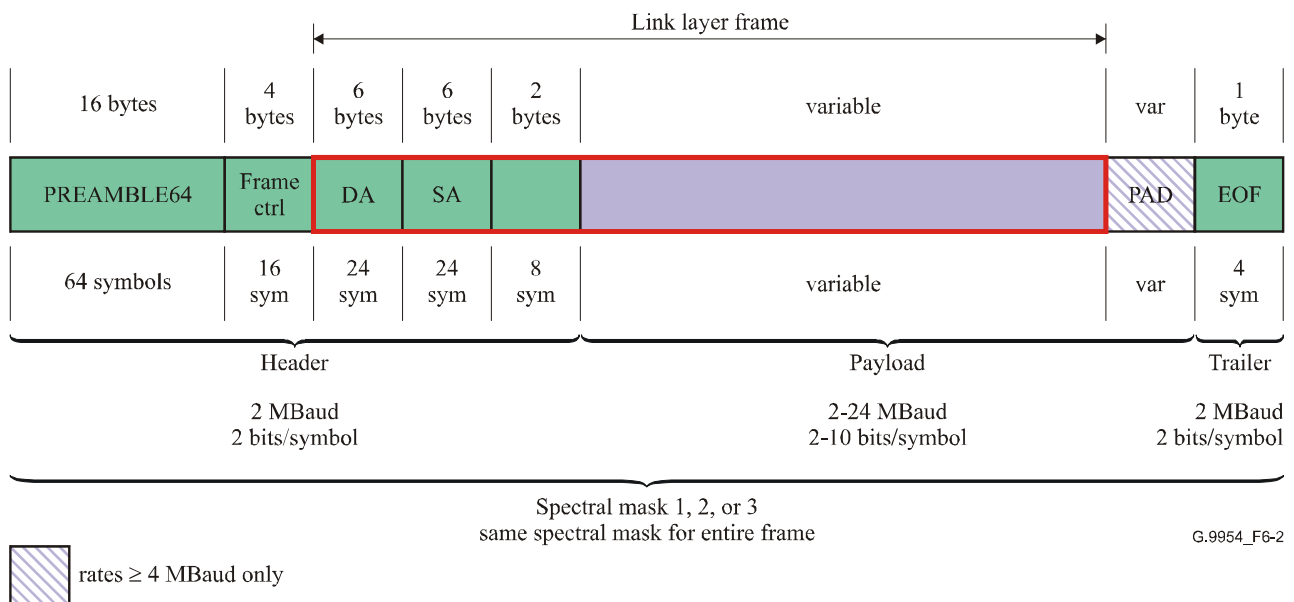 Link layer frame
16 bytes
4 bytes
6 bytes
6 bytes
2 bytes
variable
var
1 byte
PREAMBLE64
Frame ctrl
DA
SA
PAD
EOF
64 symbols
16 sym
24 sym
24 sym
8 sym
variable
var
4 sym
Header
Payload
Trailer
2 MBaud
2 bits/symbol
2-24 MBaud
2-10 bits/symbol
2 MBaud
2 bits/symbol
Spectral mask 1, 2, or 3
same spectral mask for entire frame
G.9954_F6-2
rates ≥ 4 MBaud only